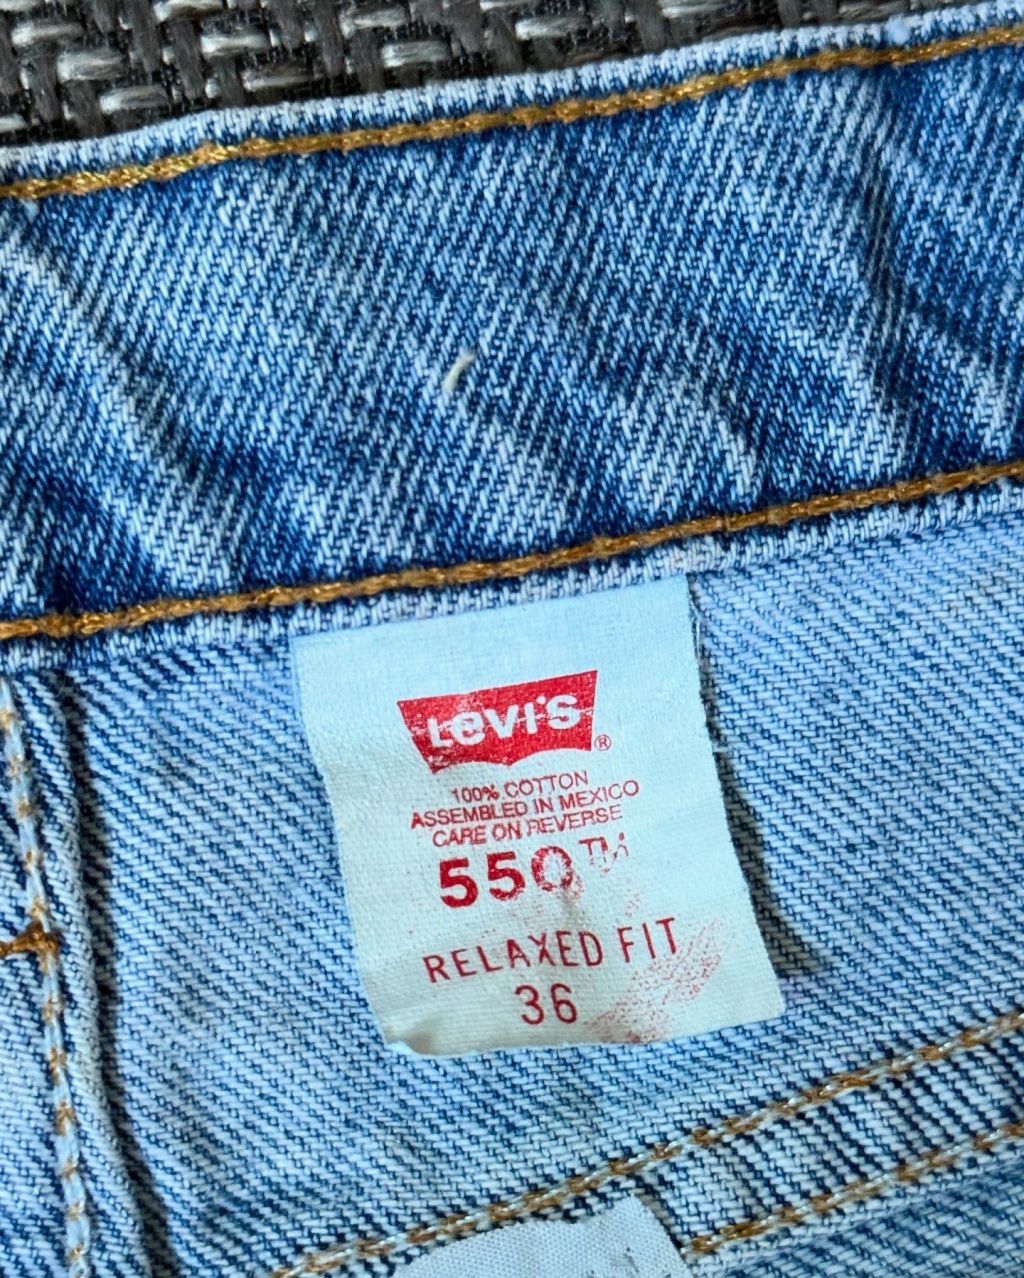 Levi's ®
100% COTTON
ASSEMBLED IN MEXICO
CARE ON REVERSE
550™
RELAXED FIT
36